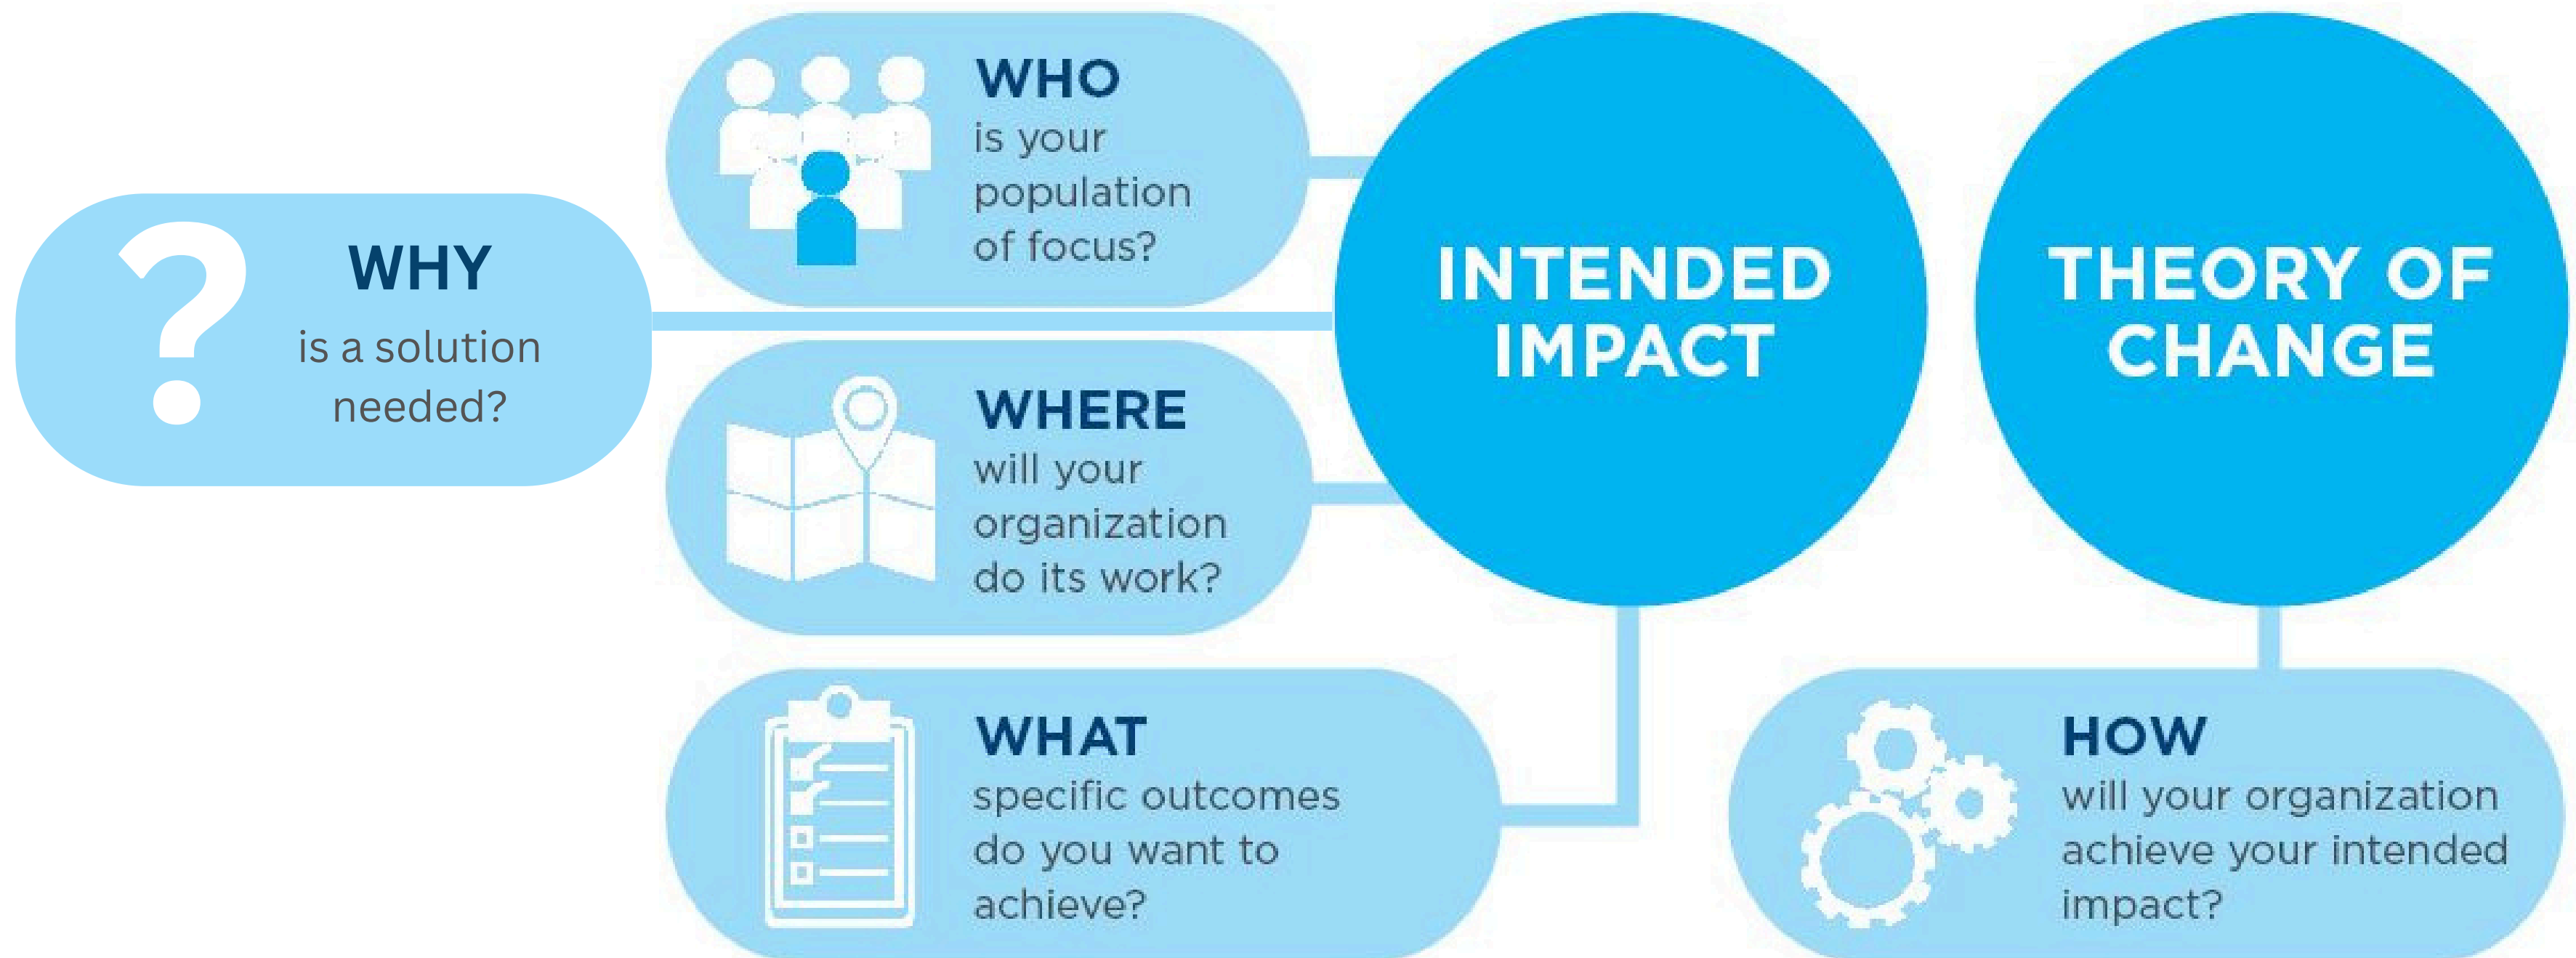 WHY
is a solution
needed?
WHO
is your
population
of focus?
WHERE
will your
organization
do its work?
WHAT
specific outcomes
do you want to
achieve?
INTENDED
IMPACT
THEORY OF
CHANGE
HOW
will your organization
achieve your intended
impact?